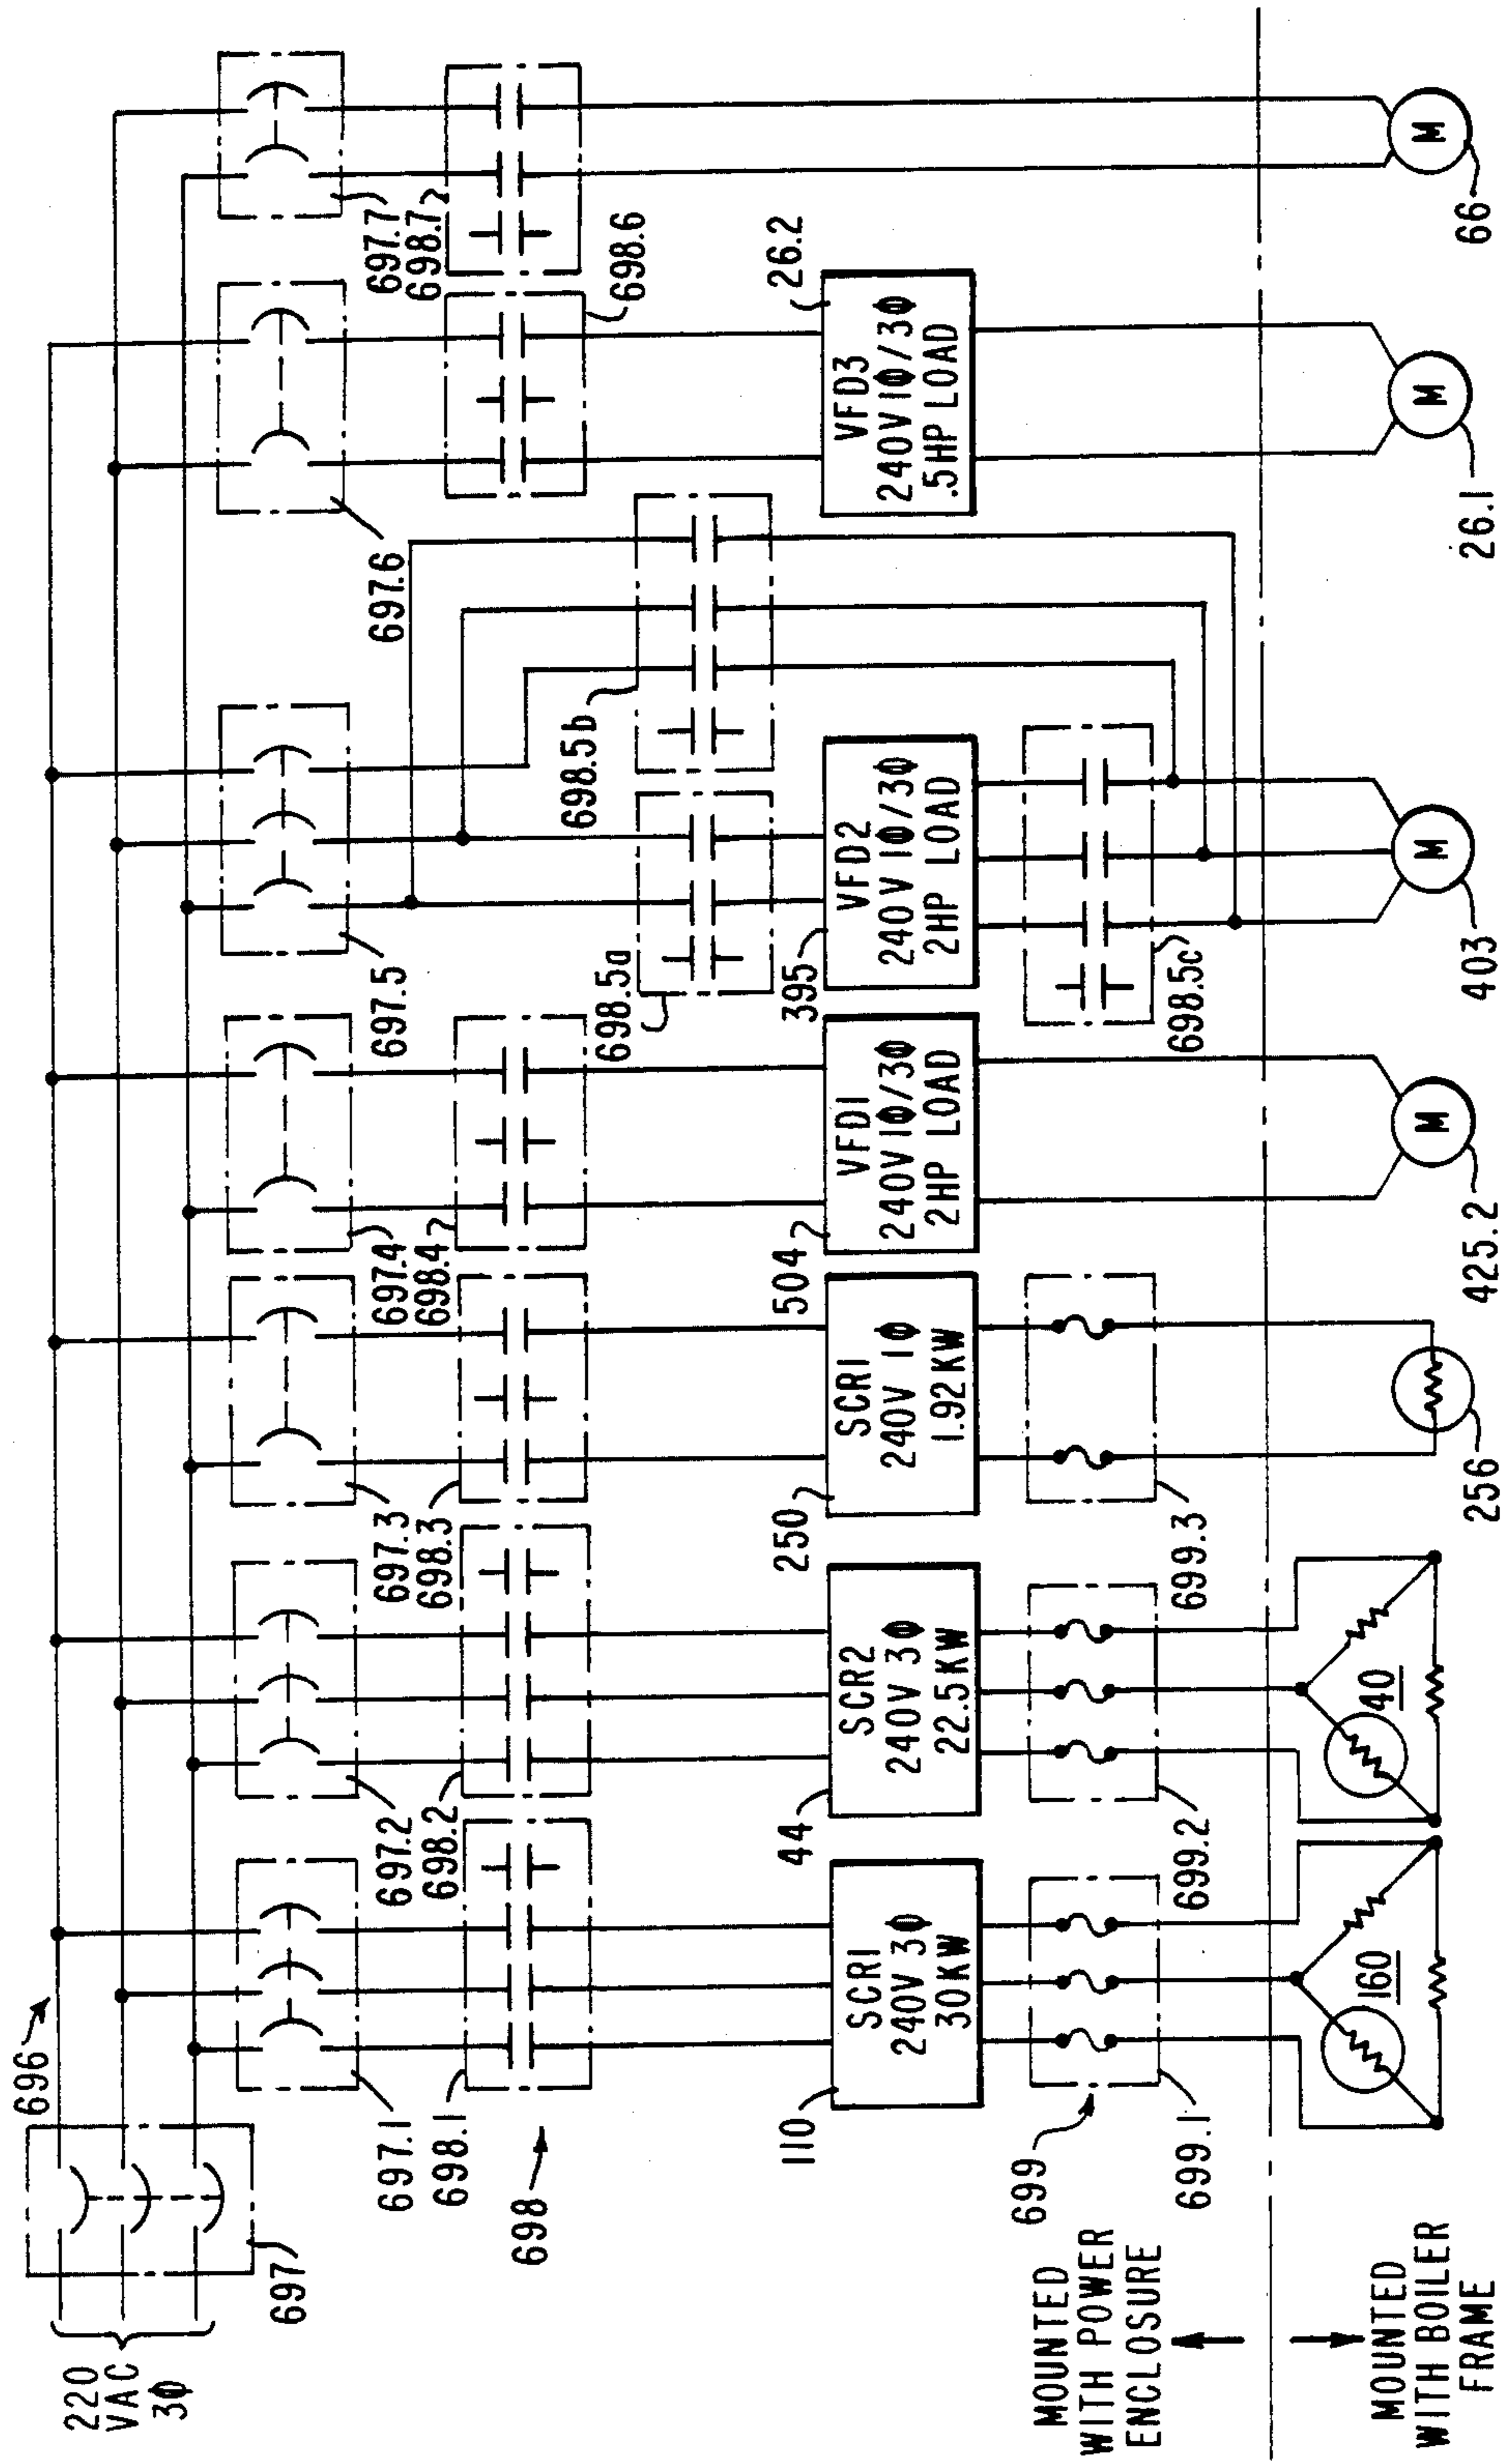 220
VAC
3Φ
697
696
697.1
698.1
698
697.2
698.2
697.3
698.3
697.4
698.4
697.5
697.6
697.7
698.7
698.6
698.5a
698.5b
110
SCR1
240V 3Φ
30KW
44
SCR2
240V 3Φ
22.5KW
250
SCR1
240V 1Φ
1.92KW
504
VFD1
240V1Φ/3Φ
2HP LOAD
395
VFD2
240V 1Φ/3Φ
2HP LOAD
26.2
VFD3
240V1Φ/3Φ
.5HP LOAD
699
699.1
699.2
699.3
698.5c
MOUNTED
WITH POWER
ENCLOSURE
MOUNTED
WITH BOILER
FRAME
160
40
256
M
425.2
M
403
M
26.1
M
66